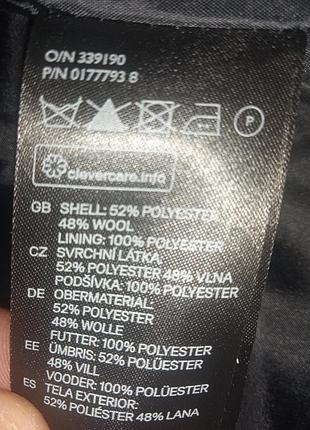 O/N 339190
P/N 0177793 8
P
clevercare.info
GB SHELL: 52% POLYESTER
48% WOOL
LINING: 100% POLYESTER
CZ SVRCHNÍ LÁTKA:
52% POLYESTER 48% VLNA
PODŠÍVKA: 100% POLYESTER
DE OBERMATERIAL:
52% POLYESTER
48% WOLLE
FUTTER: 100% POLYESTER
EE ÜMBRIS: 52% POLÜESTER
48% VILL
VOODER: 100% POLÜESTER
ES TELA EXTERIOR:
52% POLIÉSTER 48% LANA